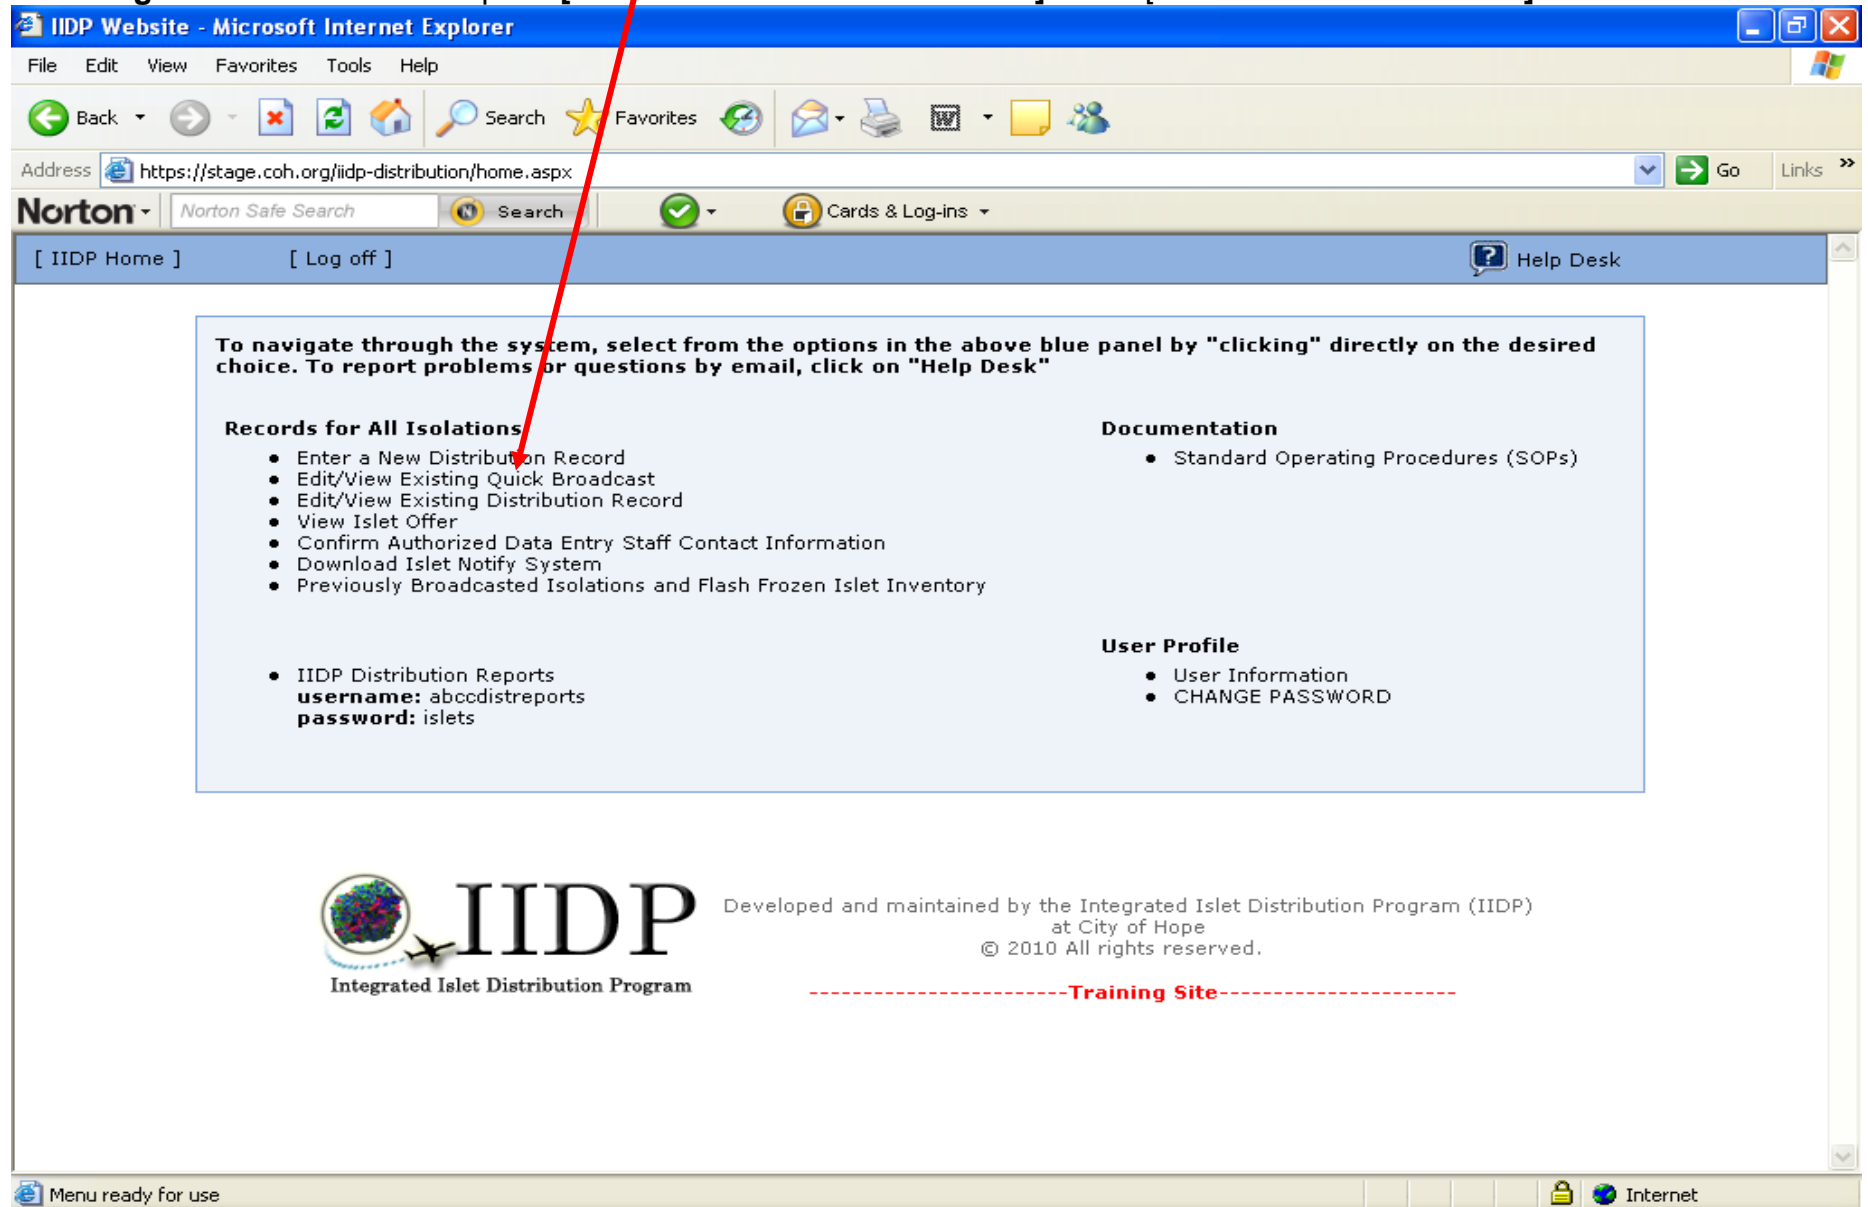 IIDP Website - Microsoft Internet Explorer
File Edit View Favorites Tools Help
Back Search Favorites
Address https://stage.coh.org/iidp-distribution/home.aspx Go Links »
Norton Norton Safe Search Search Cards & Log-ins
[ IIDP Home ] [ Log off ] Help Desk
To navigate through the system, select from the options in the above blue panel by "clicking" directly on the desired
choice. To report problems or questions by email, click on "Help Desk"
Records for All Isolations
• Enter a New Distribution Record
• Edit/View Existing Quick Broadcast
• Edit/View Existing Distribution Record
• View Islet Offer
• Confirm Authorized Data Entry Staff Contact Information
• Download Islet Notify System
• Previously Broadcasted Isolations and Flash Frozen Islet Inventory
Documentation
• Standard Operating Procedures (SOPs)
• IIDP Distribution Reports
username: abccdistreports
password: islets
User Profile
• User Information
• CHANGE PASSWORD
IIDP
Integrated Islet Distribution Program
Developed and maintained by the Integrated Islet Distribution Program (IIDP)
at City of Hope
© 2010 All rights reserved.
------------------------Training Site----------------------
Menu ready for use Internet